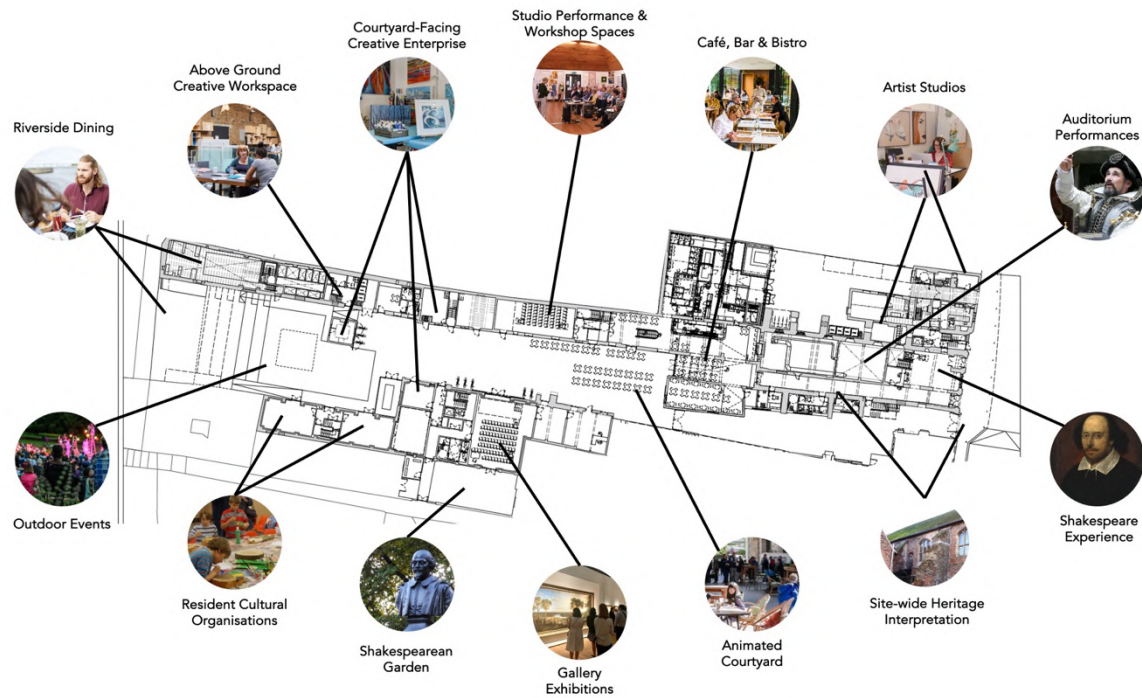 Riverside Dining
Above Ground
Creative Workspace
Courtyard-Facing
Creative Enterprise
Studio Performance &
Workshop Spaces
Café, Bar & Bistro
Artist Studios
Auditorium
Performances
Outdoor Events
Resident Cultural
Organisations
Shakespearean
Garden
Gallery
Exhibitions
Animated
Courtyard
Site-wide Heritage
Interpretation
Shakespeare
Experience